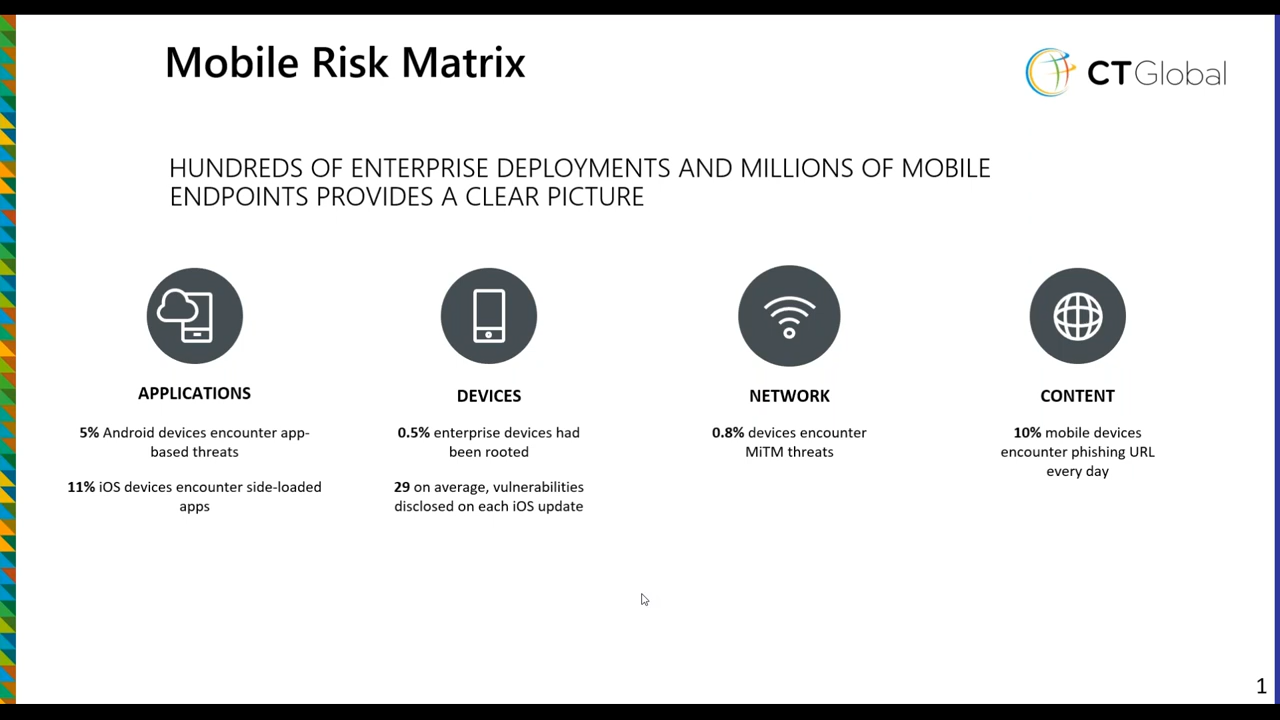 Mobile Risk Matrix
CTGlobal
HUNDREDS OF ENTERPRISE DEPLOYMENTS AND MILLIONS OF MOBILE
ENDPOINTS PROVIDES A CLEAR PICTURE
APPLICATIONS
5% Android devices encounter app-
based threats
11% iOS devices encounter side-loaded
apps
DEVICES
0.5% enterprise devices had
been rooted
29 on average, vulnerabilities
disclosed on each iOS update
NETWORK
0.8% devices encounter
MiTM threats
CONTENT
10% mobile devices
encounter phishing URL
every day
1